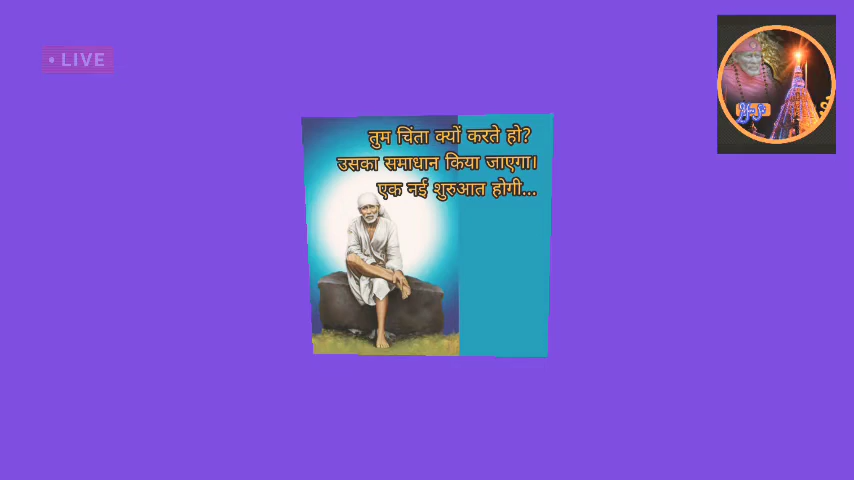 • LIVE
तुम चिंता क्यों करते हो?
उसका समाधान किया जाएगा।
एक नई शुरुआत होगी...